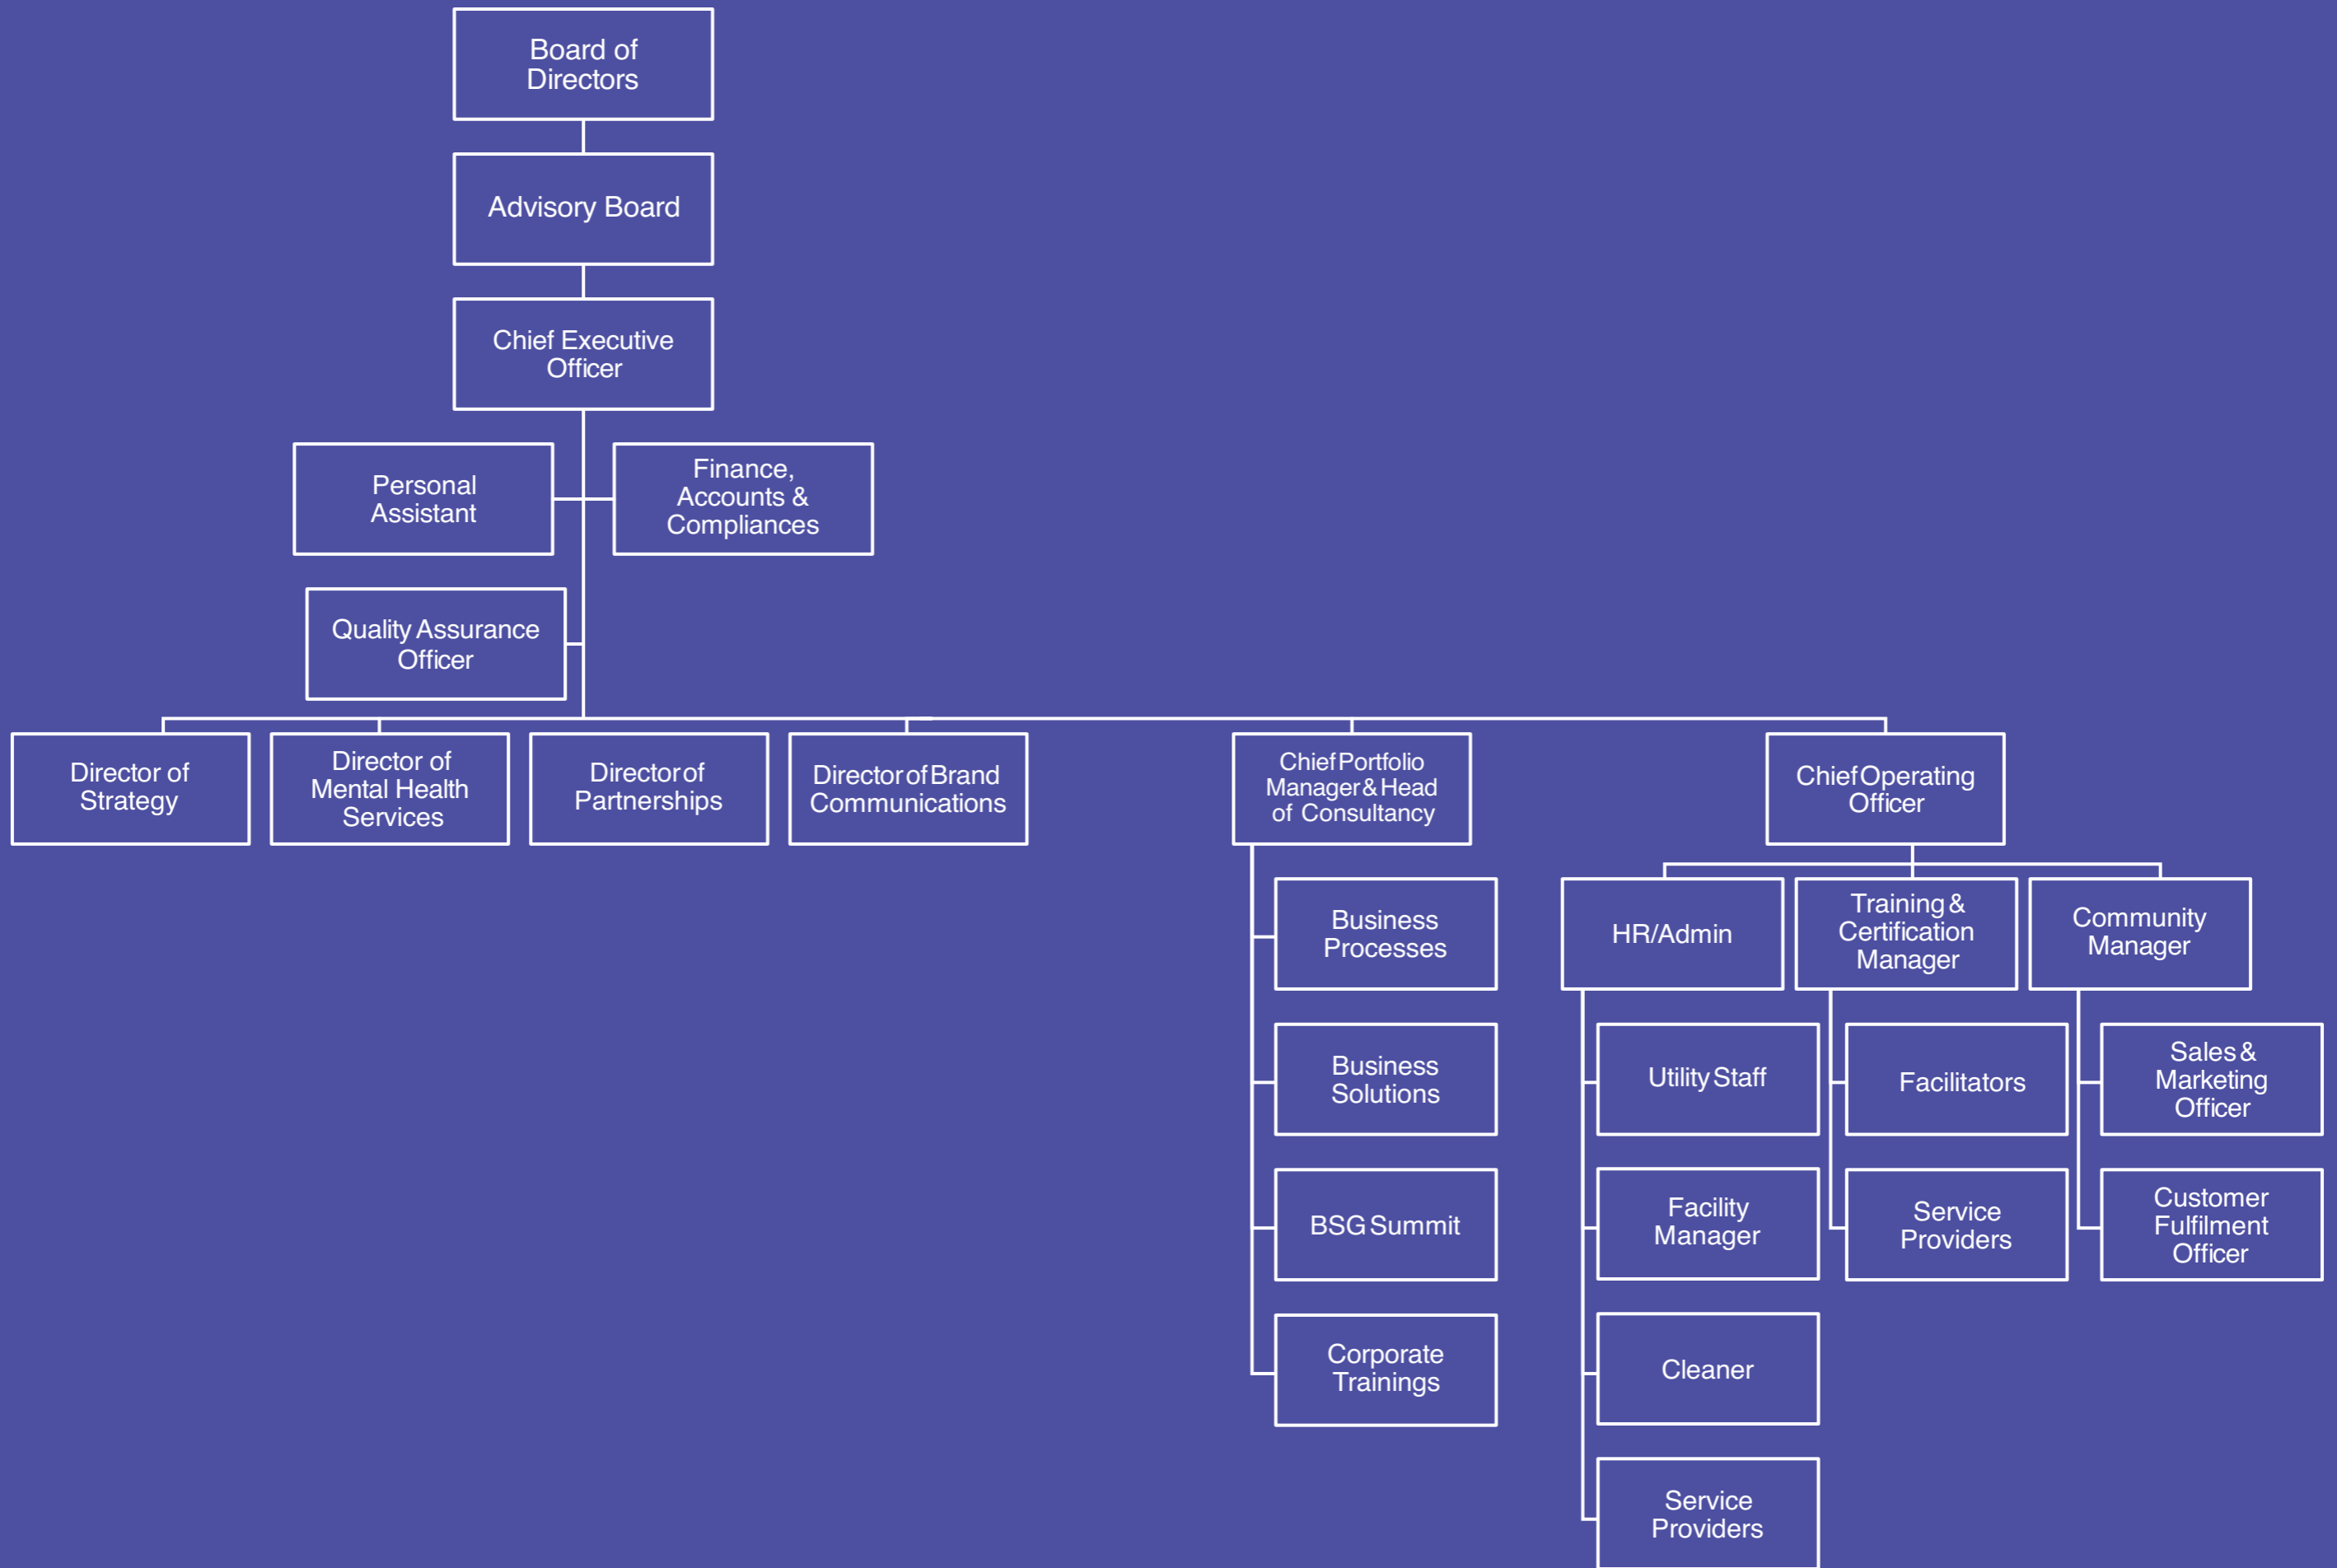 Board of
Directors
Advisory Board
Chief Executive
Officer
Personal
Assistant
Finance,
Accounts &
Compliances
Quality Assurance
Officer
Director of
Strategy
Director of
Mental Health
Services
Director of
Partnerships
Director of Brand
Communications
Chief Portfolio
Manager & Head
of Consultancy
Chief Operating
Officer
Business
Processes
Business
Solutions
BSG Summit
Corporate
Trainings
HR/Admin
Utility Staff
Facility
Manager
Cleaner
Service
Providers
Training &
Certification
Manager
Facilitators
Service
Providers
Community
Manager
Sales &
Marketing
Officer
Customer
Fulfilment
Officer